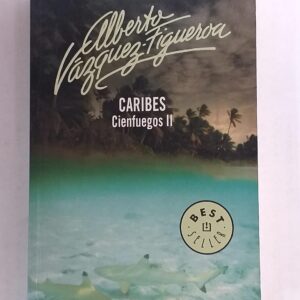 Alberto
Vázquez-Figueroa
CARIBES
Cienfuegos II
BEST
SELLER